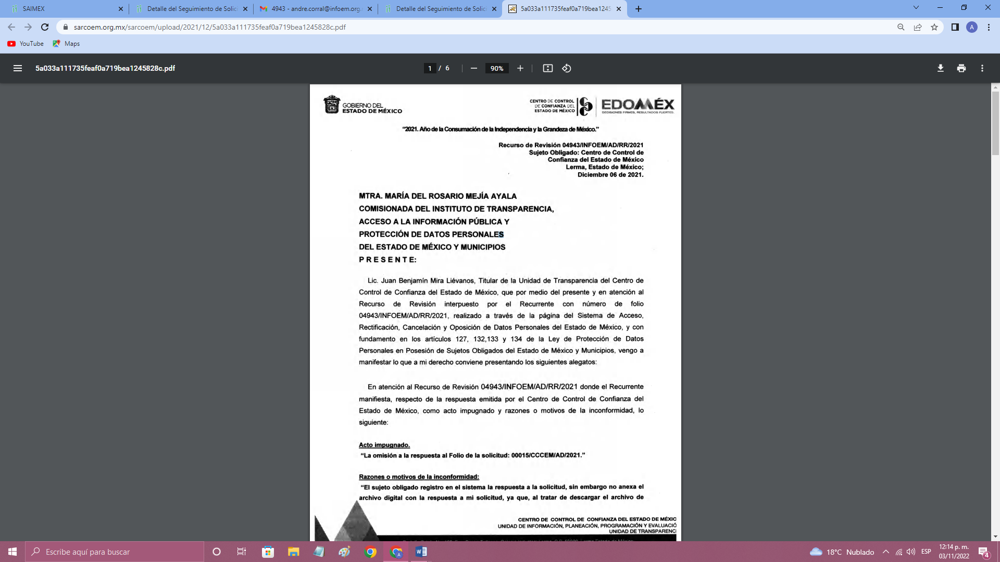 SAIMEX
Detalle del Seguimiento de Solici
4943 - andre.corral@infoem.org.
Detalle del Seguimiento de Solici
5a033a111735feaf0a719bea1245
sarcoem.org.mx/sarcoem/upload/2021/12/5a033a111735feaf0a719bea1245828c.pdf
A
YouTube
Maps
5a033a111735feaf0a719bea1245828c.pdf
1 / 6
90%
GOBIERNO DEL
ESTADO DE MÉXICO
CENTRO DE CONTROL
DE CONFIANZA DEL
ESTADO DE MÉXICO
EDOMÉX
DECISIONES FIRMES, RESULTADOS FUERTES.
“2021. Año de la Consumación de la Independencia y la Grandeza de México.”
Recurso de Revisión 04943/INFOEM/AD/RR/2021
Sujeto Obligado: Centro de Control de
Confianza del Estado de México
Lerma, Estado de México;
Diciembre 06 de 2021.
MTRA. MARÍA DEL ROSARIO MEJÍA AYALA
COMISIONADA DEL INSTITUTO DE TRANSPARENCIA,
ACCESO A LA INFORMACIÓN PÚBLICA Y
PROTECCIÓN DE DATOS PERSONALES
DEL ESTADO DE MÉXICO Y MUNICIPIOS
P R E S E N T E:
Lic. Juan Benjamín Mira Liévanos, Titular de la Unidad de Transparencia del Centro de
Control de Confianza del Estado de México, que por medio del presente y en atención al
Recurso de Revisión interpuesto por el Recurrente con número de folio
04943/INFOEM/AD/RR/2021, realizado a través de la página del Sistema de Acceso,
Rectificación, Cancelación y Oposición de Datos Personales del Estado de México, y con
fundamento en los artículos 127, 132,133 y 134 de la Ley de Protección de Datos
Personales en Posesión de Sujetos Obligados del Estado de México y Municipios, vengo a
manifestar lo que a mi derecho conviene presentando los siguientes alegatos:
En atención al Recurso de Revisión 04943/INFOEM/AD/RR/2021 donde el Recurrente
manifiesta, respecto de la respuesta emitida por el Centro de Control de Confianza del
Estado de México, como acto impugnado y razones o motivos de la inconformidad, lo
siguiente:
Acto impugnado.
“La omisión a la respuesta al Folio de la solicitud: 00015/CCCEM/AD/2021.”
Razones o motivos de la inconformidad:
“El sujeto obligado registro en el sistema la respuesta a la solicitud, sin embargo no anexa el
archivo digital con la respuesta a mi solicitud, ya que, al tratar de descargar el archivo de
CENTRO DE CONTROL DE CONFIANZA DEL ESTADO DE MÉXIC
UNIDAD DE INFORMACIÓN, PLANEACIÓN, PROGRAMACIÓN Y EVALUACIÓ
UNIDAD DE TRANSPARENC
Escribe aquí para buscar
18°C Nublado
ESP
12:14 p. m.
03/11/2022
4